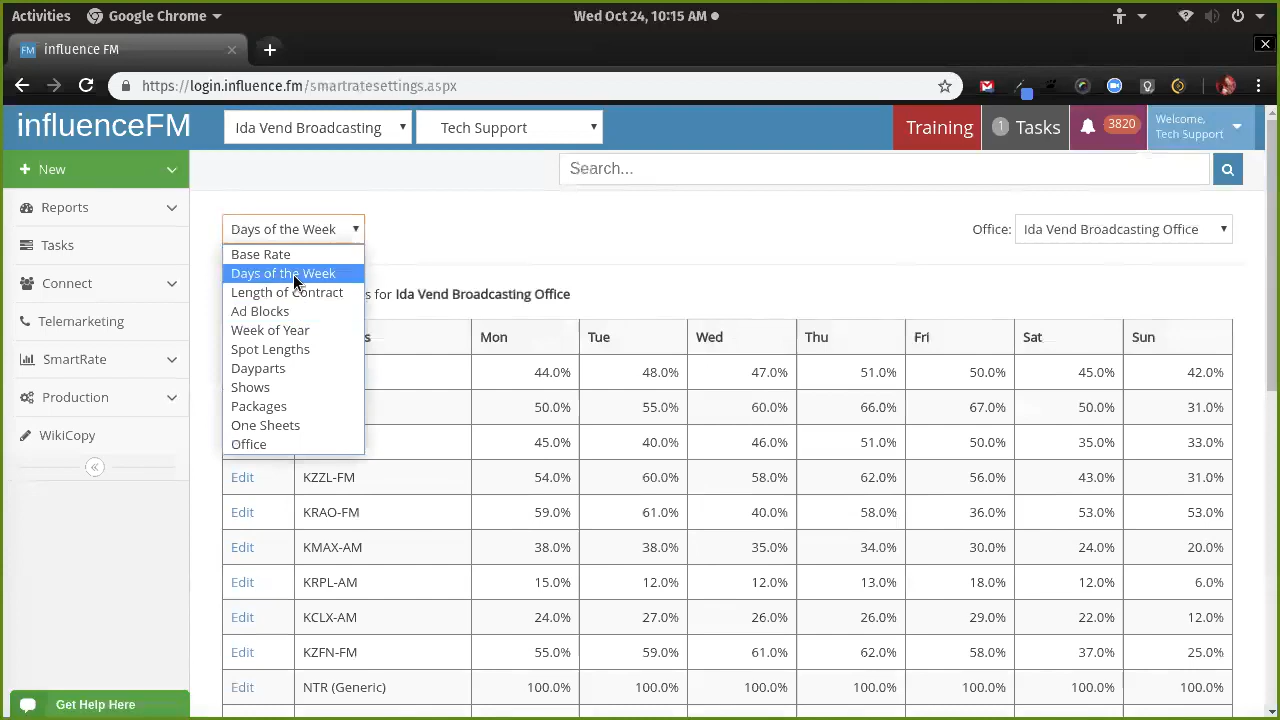 Activities Google Chrome Wed Oct 24, 10:15 AM
FM influence FM
https://login.influence.fm/smartratesettings.aspx
influenceFM Ida Vend Broadcasting Tech Support Training 1 Tasks 3820 Welcome, Tech Support
+ New Search...
Reports
Tasks
Connect
Telemarketing
SmartRate
Production
WikiCopy
Get Help Here
Days of the Week Office: Ida Vend Broadcasting Office
Base Rate
Days of the Week
Length of Contract
Ad Blocks
Week of Year
Spot Lengths
Dayparts
Shows
Packages
One Sheets
Office
s for Ida Vend Broadcasting Office
s Mon Tue Wed Thu Fri Sat Sun
44.0% 48.0% 47.0% 51.0% 50.0% 45.0% 42.0%
50.0% 55.0% 60.0% 66.0% 67.0% 50.0% 31.0%
45.0% 40.0% 46.0% 51.0% 50.0% 35.0% 33.0%
Edit KZZL-FM 54.0% 60.0% 58.0% 62.0% 56.0% 43.0% 31.0%
Edit KRAO-FM 59.0% 61.0% 40.0% 58.0% 36.0% 53.0% 53.0%
Edit KMAX-AM 38.0% 38.0% 35.0% 34.0% 30.0% 24.0% 20.0%
Edit KRPL-AM 15.0% 12.0% 12.0% 13.0% 18.0% 12.0% 6.0%
Edit KCLX-AM 24.0% 27.0% 26.0% 26.0% 29.0% 22.0% 12.0%
Edit KZFN-FM 55.0% 59.0% 61.0% 62.0% 58.0% 37.0% 25.0%
Edit NTR (Generic) 100.0% 100.0% 100.0% 100.0% 100.0% 100.0% 100.0%